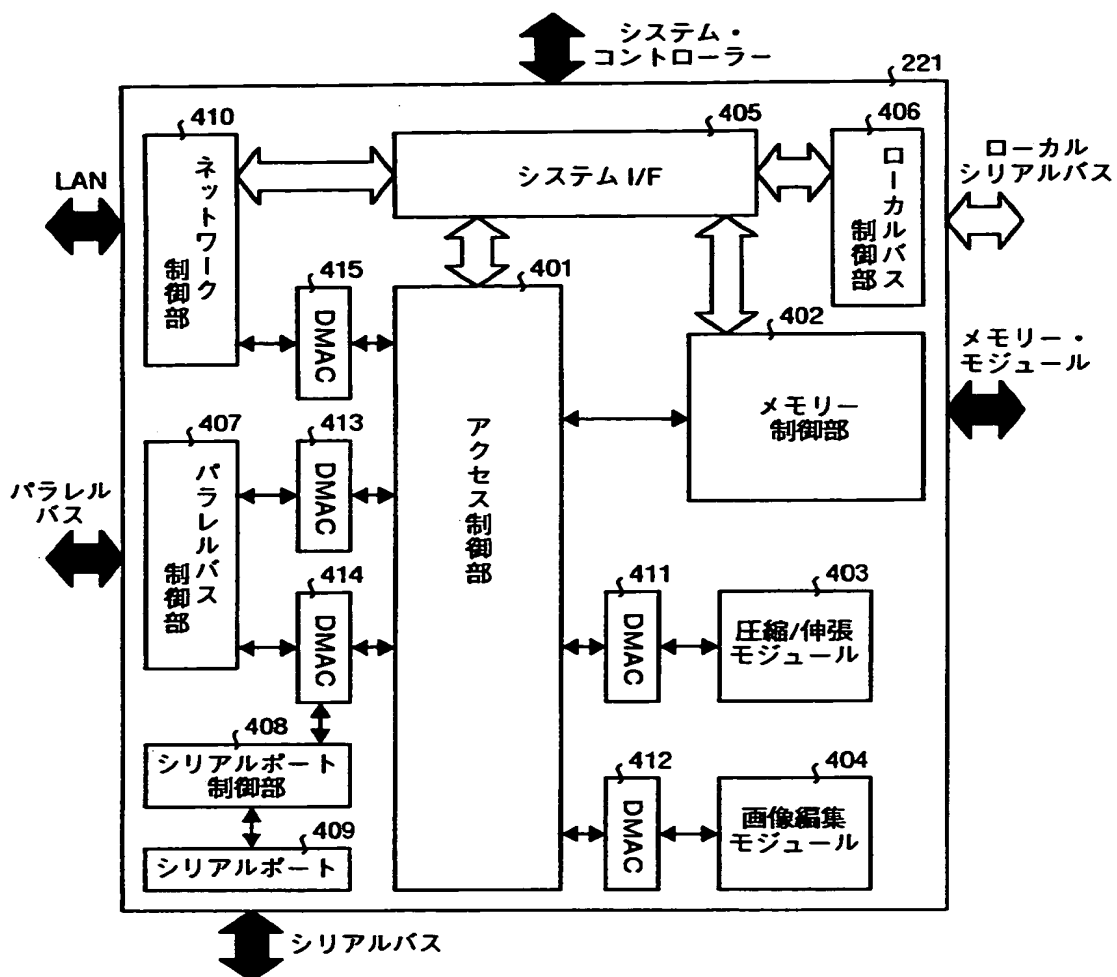 システム・
コントローラー
221
410
405
406
ネットワーク
制御部
システム I/F
ローカルバス
制御部
LAN
ローカル
シリアルバス
415
DMAC
401
アクセス制御部
402
メモリー
制御部
メモリー・
モジュール
407
パラレルバス
制御部
413
DMAC
パラレル
バス
414
DMAC
411
DMAC
403
圧縮/伸張
モジュール
408
シリアルポート
制御部
412
DMAC
404
画像編集
モジュール
409
シリアルポート
シリアルバス